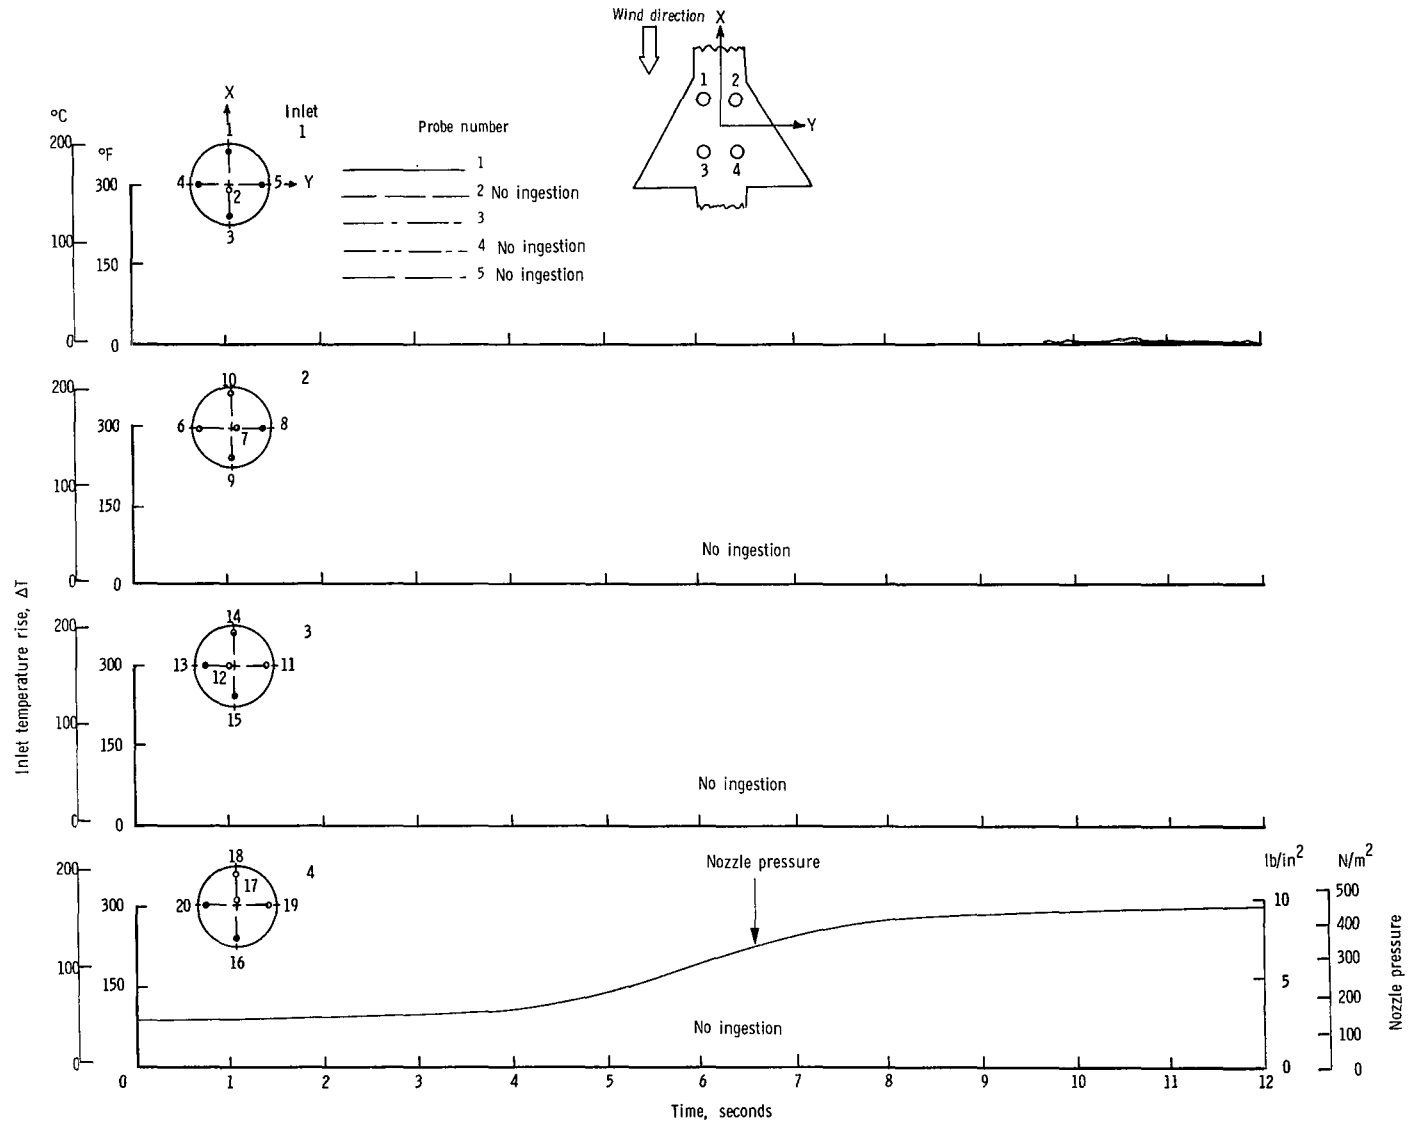 Wind direction X
1 2
Y
3 4
°C
200
100
0
°F
300
150
0
X
Inlet
1
1
4 5 Y
2
3
Probe number
1
2 No ingestion
3
4 No ingestion
5 No ingestion
200
100
0
300
150
0
10
2
6 8
7
9
No ingestion
Inlet temperature rise, ΔT
200
100
0
300
150
0
14
3
13 11
12
15
No ingestion
200
100
0
300
150
0
18
4
17
20 19
16
Nozzle pressure
No ingestion
lb/in²
10
5
0
N/m²
500
400
300
200
100
0
Nozzle pressure
1 2 3 4 5 6 7 8 9 10 11 12
Time, seconds